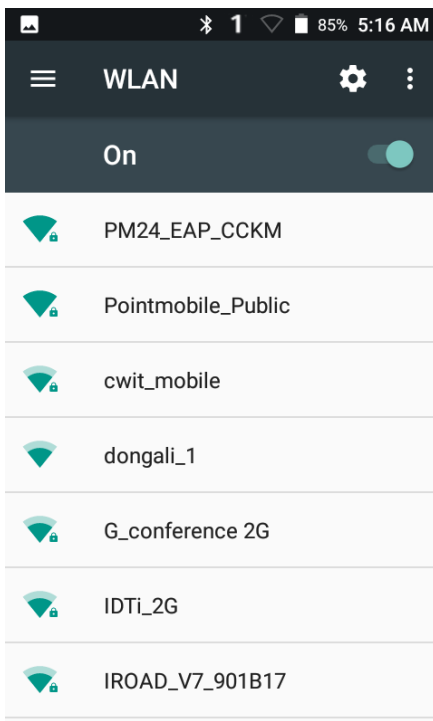 1 85% 5:16 AM
WLAN
On
PM24_EAP_CCKM
Pointmobile_Public
cwit_mobile
dongali_1
G_conference 2G
IDTi_2G
IROAD_V7_901B17